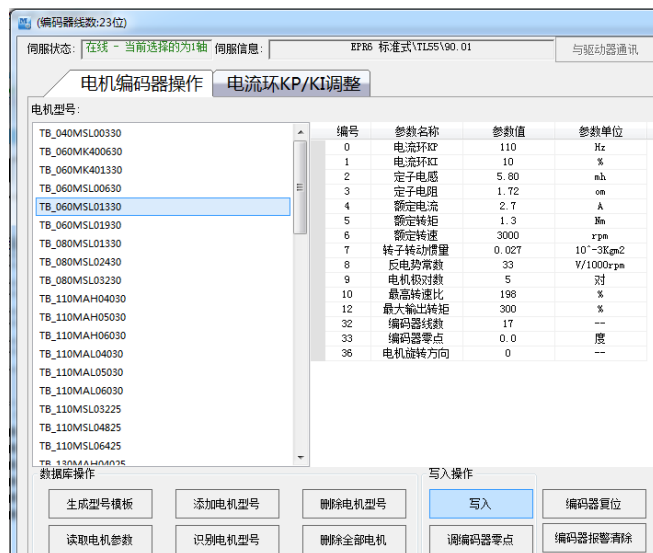 (编码器线数:23位)
伺服状态: 在线 - 当前选择的为1轴 伺服信息: EPR6 标准式\TL55\90.01 与驱动器通讯
电机编码器操作 电流环KP/KI调整
电机型号:
TB_040MSL00330
TB_060MK400630
TB_060MK401330
TB_060MSL00630
TB_060MSL01330
TB_060MSL01930
TB_080MSL01330
TB_080MSL02430
TB_080MSL03230
TB_110MAH04030
TB_110MAH05030
TB_110MAH06030
TB_110MAL04030
TB_110MAL05030
TB_110MAL06030
TB_110MSL03225
TB_110MSL04825
TB_110MSL06425
TB_130MAH04025
编号 参数名称 参数值 参数单位
0 电流环KP 110 Hz
1 电流环KI 10 %
2 定子电感 5.80 mh
3 定子电阻 1.72 om
4 额定电流 2.7 A
5 额定转矩 1.3 Nm
6 额定转速 3000 rpm
7 转子转动惯量 0.027 10^-3Kgm2
8 反电势常数 33 V/1000rpm
9 电机极对数 5 对
10 最高转速比 198 %
12 最大输出转矩 300 %
32 编码器线数 17 --
33 编码器零点 0.0 度
36 电机旋转方向 0 --
数据库操作 写入操作
生成型号模板 添加电机型号 删除电机型号 写入 编码器复位
读取电机参数 识别电机型号 删除全部电机 调编码器零点 编码器报警清除